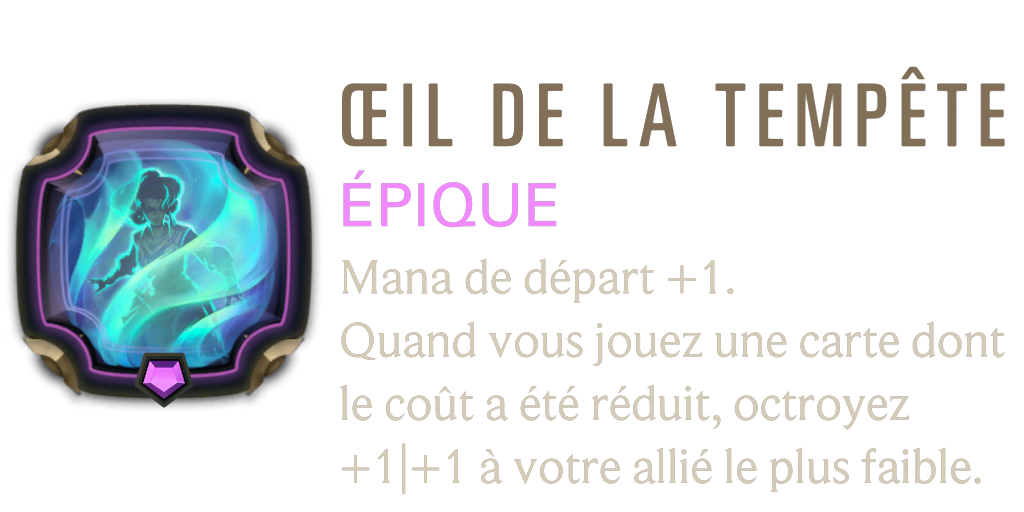 ŒIL DE LA TEMPÊTE
ÉPIQUE
Mana de départ +1.
Quand vous jouez une carte dont
le coût a été réduit, octroyez
+1|+1 à votre allié le plus faible.